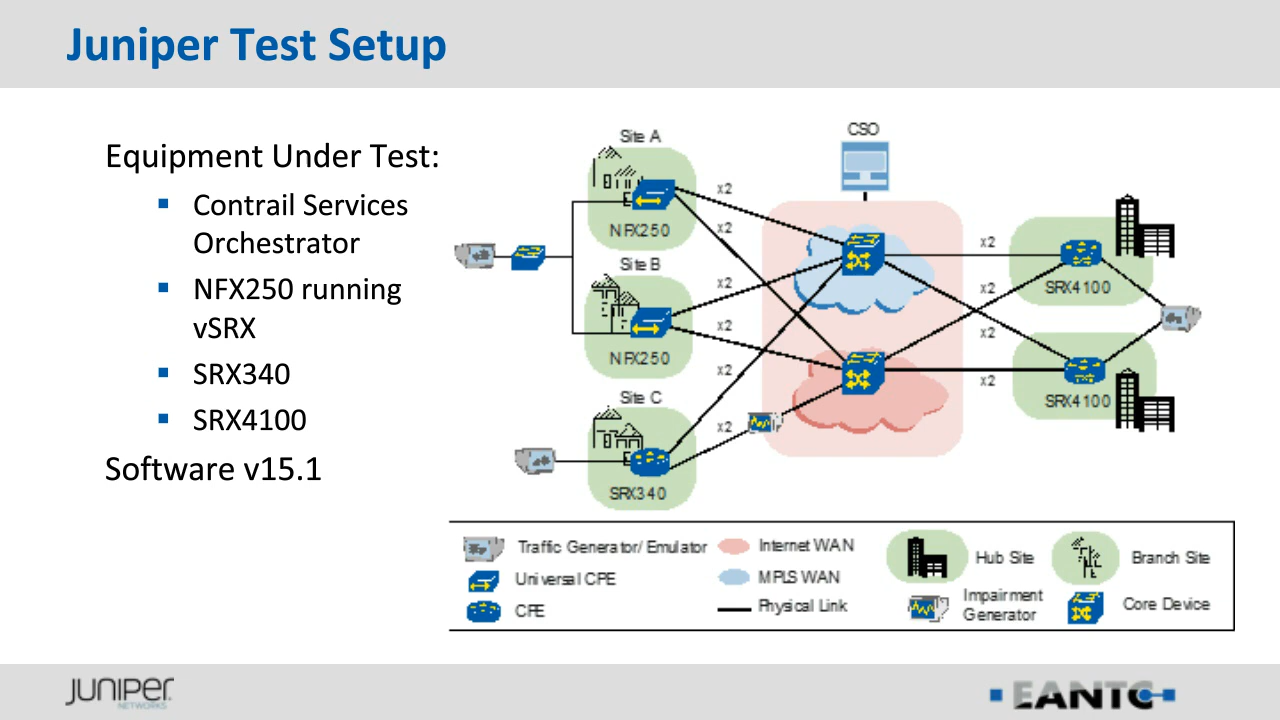 Juniper Test Setup
Equipment Under Test:
Contrail Services
Orchestrator
NFX250 running
vSRX
SRX340
SRX4100
Software v15.1
CSO
Site A
NFX250
Site B
NFX250
Site C
SRX340
x2
x2
x2
x2
x2
x2
x2
x2
x2
x2
SRX4100
SRX4100
Traffic Generator/ Emulator
Universal CPE
CPE
Internet WAN
MPLS WAN
Physical Link
Hub Site
Impairment
Generator
Branch Site
Core Device
JUNIPER
NETWORKS
EANTC